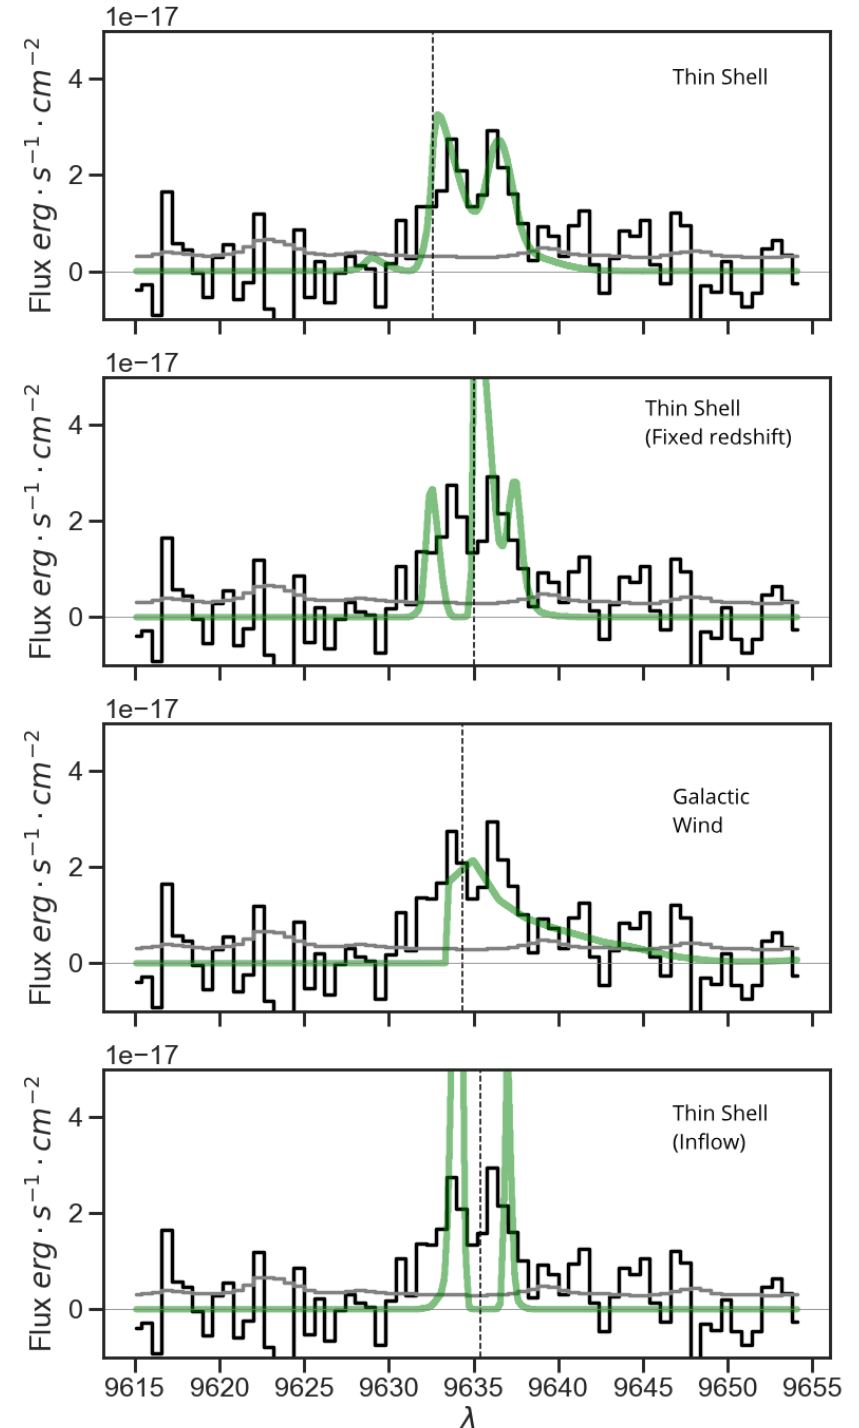 1e−17
Flux erg · s⁻¹ · cm⁻²
4
2
0
Thin Shell
1e−17
Flux erg · s⁻¹ · cm⁻²
4
2
0
Thin Shell
(Fixed redshift)
1e−17
Flux erg · s⁻¹ · cm⁻²
4
2
0
Galactic
Wind
1e−17
Flux erg · s⁻¹ · cm⁻²
4
2
0
Thin Shell
(Inflow)
9615 9620 9625 9630 9635 9640 9645 9650 9655
λ